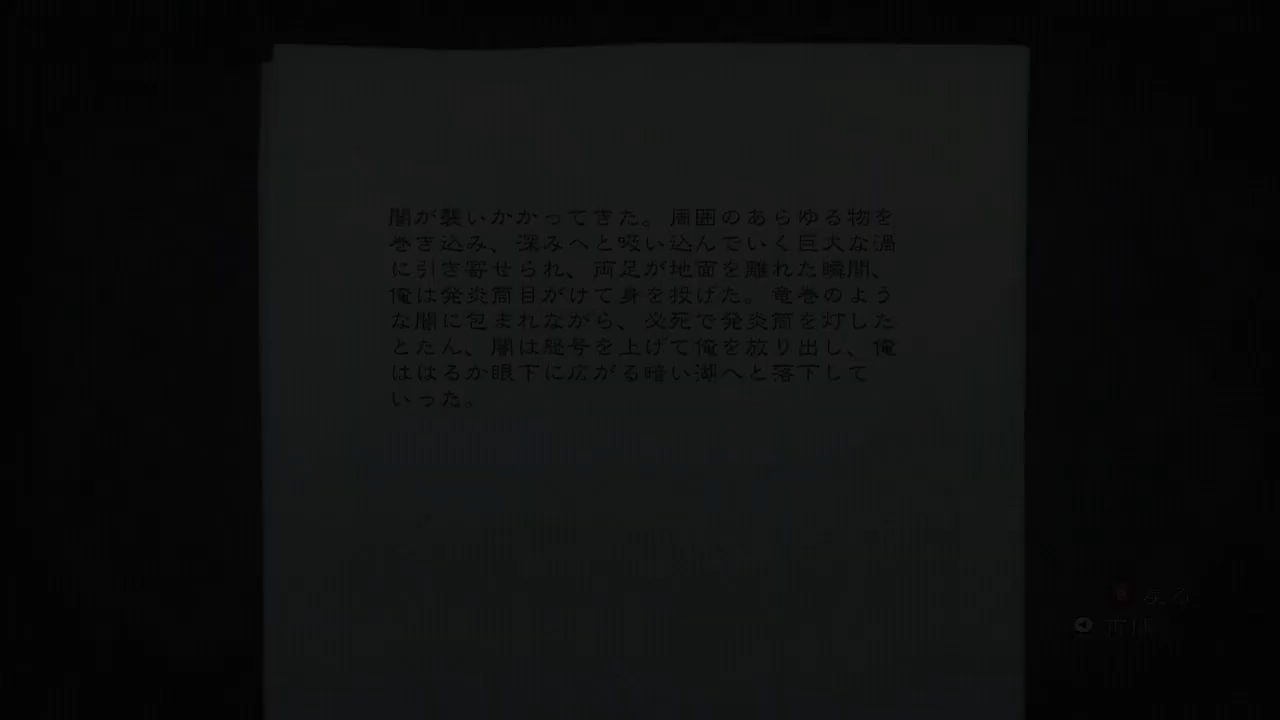 闇が襲いかかってきた。周囲のあらゆる物を
巻き込み、深みへと吸い込んでいく巨大な渦
に引き寄せられ、両足が地面を離れた瞬間、
俺は発炎筒目がけて身を投げた。竜巻のよう
な闇に包まれながら、必死で発炎筒を灯した
とたん、闇は怒号を上げて俺を放り出し、俺
ははるか眼下に広がる暗い湖へと落下して
いった。
戻る